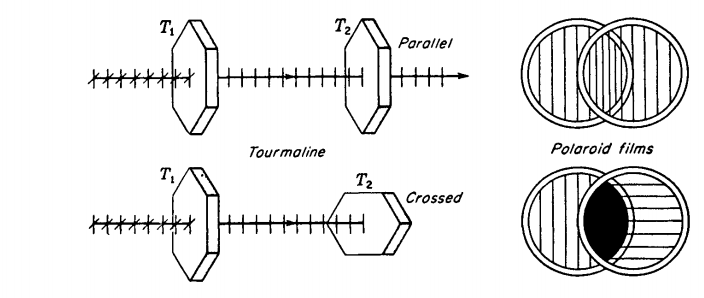 T₁
T₂
Parallel
Tourmaline
Polaroid films
T₁
T₂
Crossed